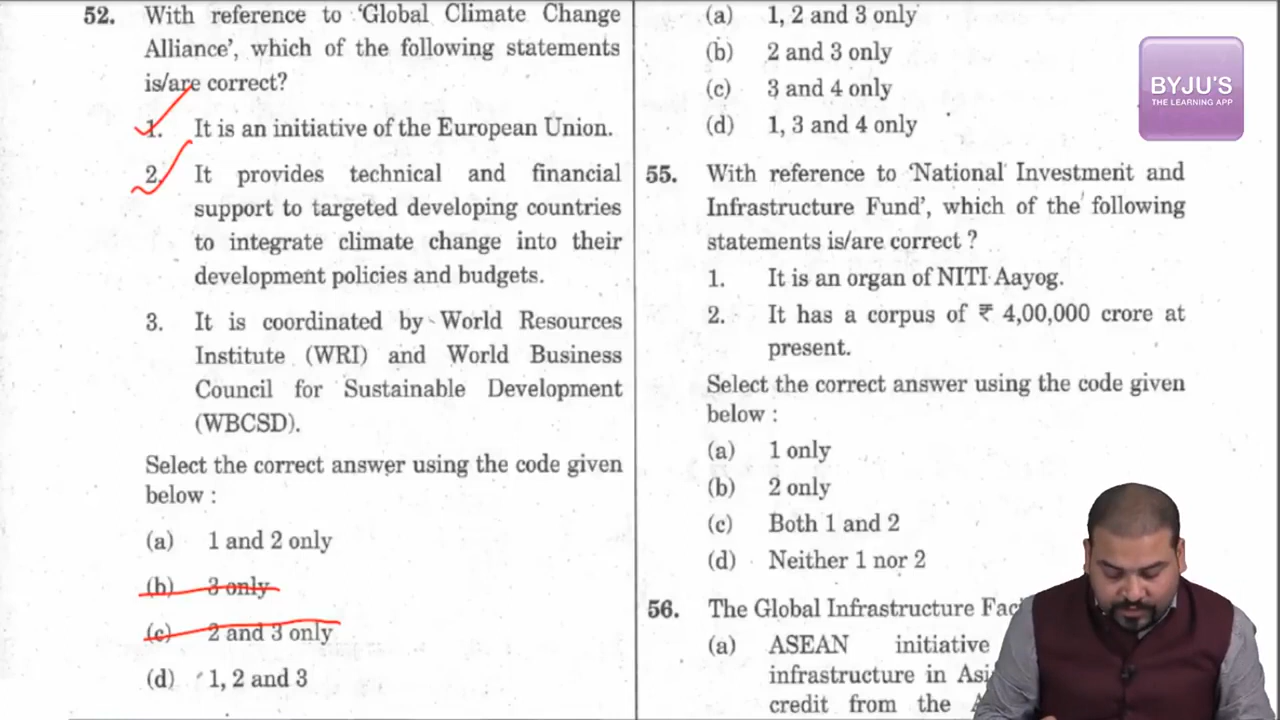 52. With reference to ‘Global Climate Change
Alliance’, which of the following statements
is/are correct?
1. It is an initiative of the European Union.
2. It provides technical and financial
support to targeted developing countries
to integrate climate change into their
development policies and budgets.
3. It is coordinated by World Resources
Institute (WRI) and World Business
Council for Sustainable Development
(WBCSD).
Select the correct answer using the code given
below :
(a) 1 and 2 only
(b) 3 only
(c) 2 and 3 only
(d) 1, 2 and 3
(a) 1, 2 and 3 only
(b) 2 and 3 only
(c) 3 and 4 only
(d) 1, 3 and 4 only
55. With reference to ‘National Investment and
Infrastructure Fund’, which of the following
statements is/are correct ?
1. It is an organ of NITI Aayog.
2. It has a corpus of ₹ 4,00,000 crore at
present.
Select the correct answer using the code given
below :
(a) 1 only
(b) 2 only
(c) Both 1 and 2
(d) Neither 1 nor 2
56. The Global Infrastructure
(a) ASEAN initiative
infrastructure in
credit from the
BYJU'S
THE LEARNING APP